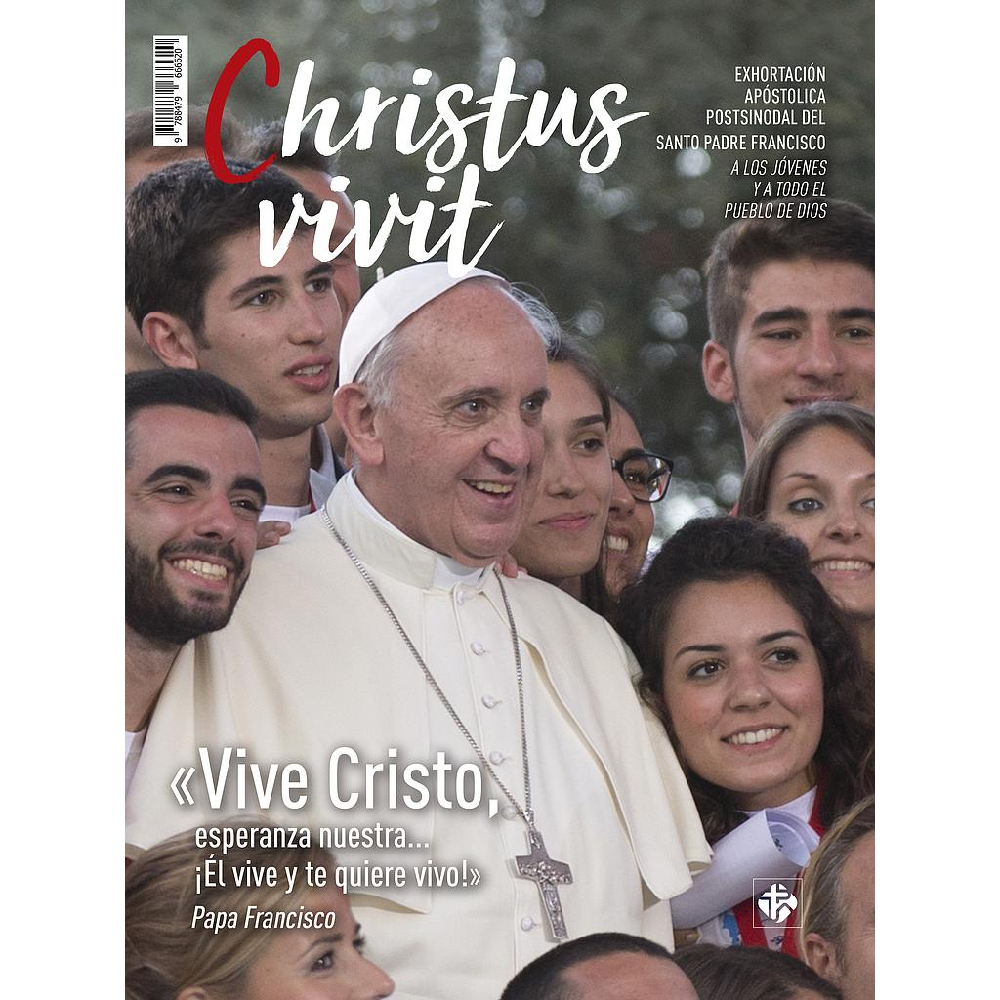 Christus
vivit
EXHORTACIÓN
APÓSTOLICA
POSTSINODAL DEL
SANTO PADRE FRANCISCO
A LOS JÓVENES
Y A TODO EL
PUEBLO DE DIOS
9 788479 666620
«Vive Cristo,
esperanza nuestra...
¡Él vive y te quiere vivo!»
Papa Francisco